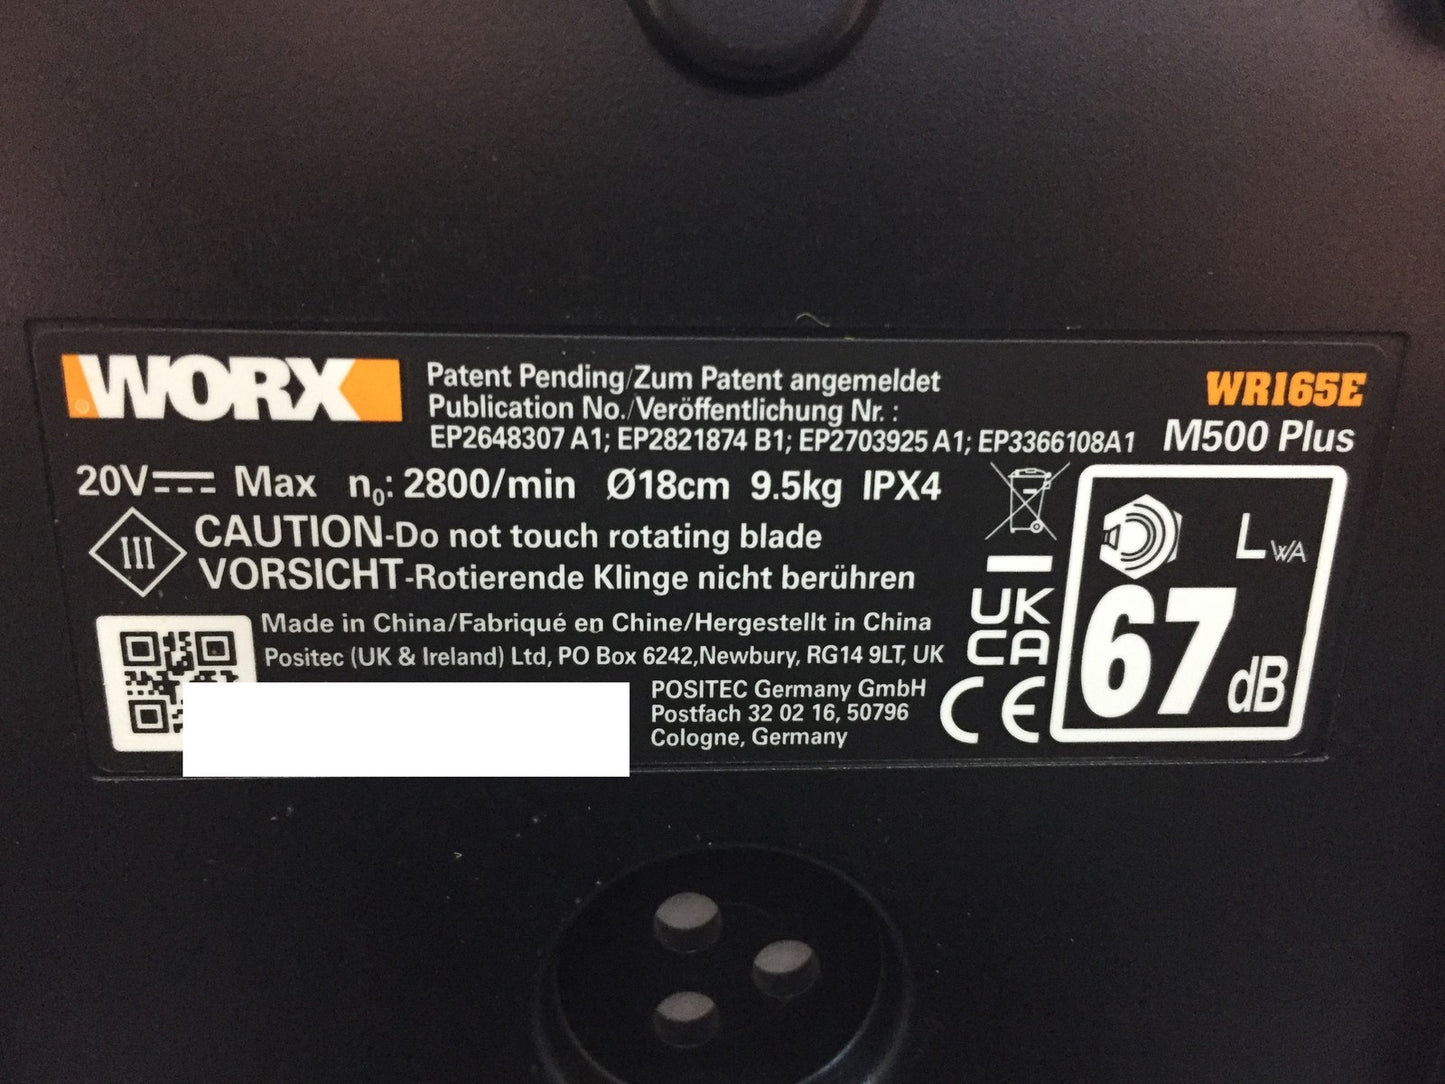 WORX
Patent Pending/Zum Patent angemeldet
Publication No./Veröffentlichung Nr. :
EP2648307 A1; EP2821874 B1; EP2703925 A1; EP3366108A1
WR165E
M500 Plus
20V Max n0: 2800/min Ø18cm 9.5kg IPX4
III
CAUTION-Do not touch rotating blade
VORSICHT-Rotierende Klinge nicht berühren
Made in China/Fabriqué en Chine/Hergestellt in China
Positec (UK & Ireland) Ltd, PO Box 6242,Newbury, RG14 9LT, UK
POSITEC Germany GmbH
Postfach 32 02 16, 50796
Cologne, Germany
UK
CA
CE
LWA
67 dB